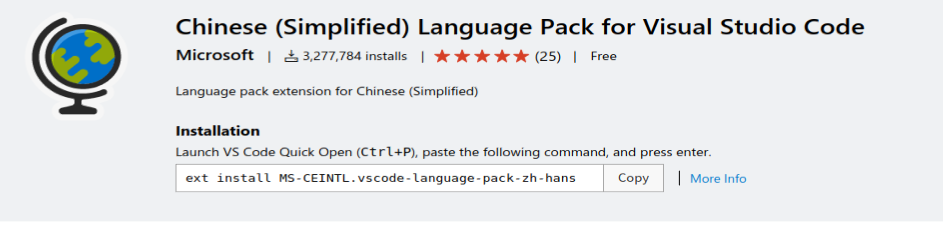 Chinese (Simplified) Language Pack for Visual Studio Code
Microsoft | 3,277,784 installs | (25) | Free
Language pack extension for Chinese (Simplified)
Installation
Launch VS Code Quick Open (Ctrl+P), paste the following command, and press enter.
ext install MS-CEINTL.vscode-language-pack-zh-hans Copy | More Info